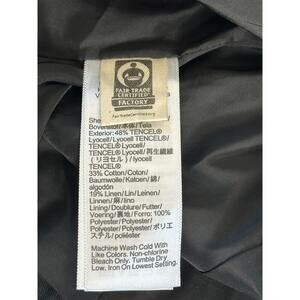 FAIR TRADE
CERTIFIED
FACTORY
FairTradeCertified.org
She
Bovenstof/本体/Tela
Exterior: 48% TENCEL®
Lyocell/Lyocell TENCEL®/
TENCEL® Lyocell/Lyocell
TENCEL® Lyocell/再生繊維
(リヨセル)/lyocell
TENCEL®
33% Cotton/Coton/
Baumwolle/Katoen/綿/
algodón
19% Linen/Lin/Leinen/
Linnen/麻/lino
Lining/Doublure/Futter/
Voering/裏地/Forro: 100%
Polyester/Polyester/
Polyester/Polyester/ポリエ
ステル/poliéster
Machine Wash Cold With
Like Colors. Non-chlorine
Bleach Only. Tumble Dry
Low. Iron on Lowest Setting.